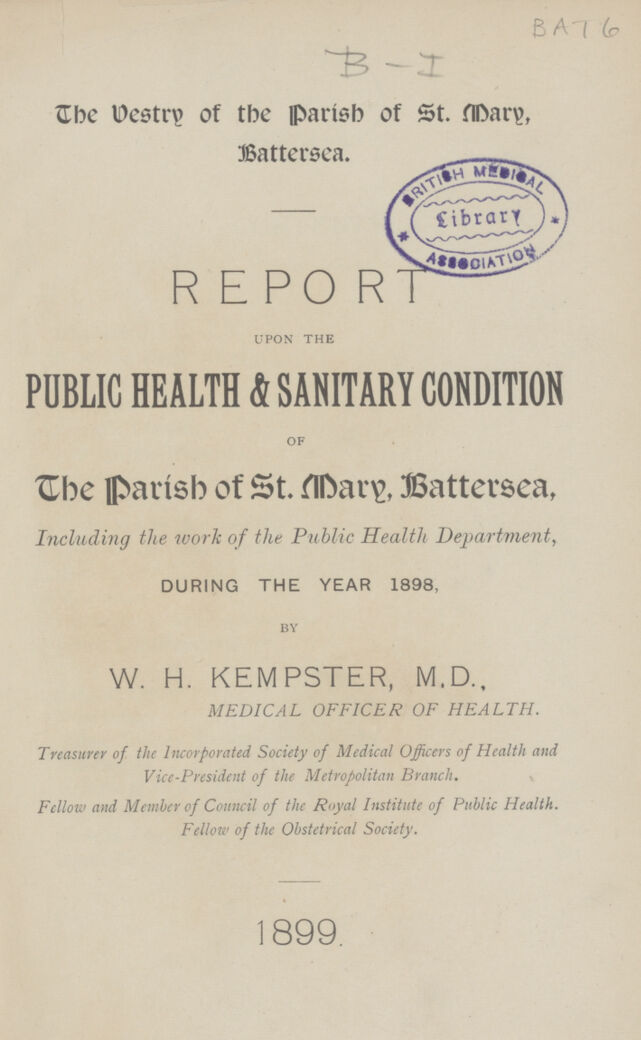 BAT 6
B-I
The Vestry of the Parish of St. Mary,
Battersea.
BRITISH MEDICAL
Library
* ASSOCIATION *
REPORT
UPON THE
PUBLIC HEALTH & SANITARY CONDITION
OF
The Parish of St. Mary, Battersea,
Including the work of the Public Health Department,
DURING THE YEAR 1898,
BY
W. H. KEMPSTER, M.D.,
MEDICAL OFFICER OF HEALTH.
Treasurer of the Incorporated Society of Medical Officers of Health and
Vice-President of the Metropolitan Branch.
Fellow and Member of Council of the Royal Institute of Public Health.
Fellow of the Obstetrical Society.
1899.